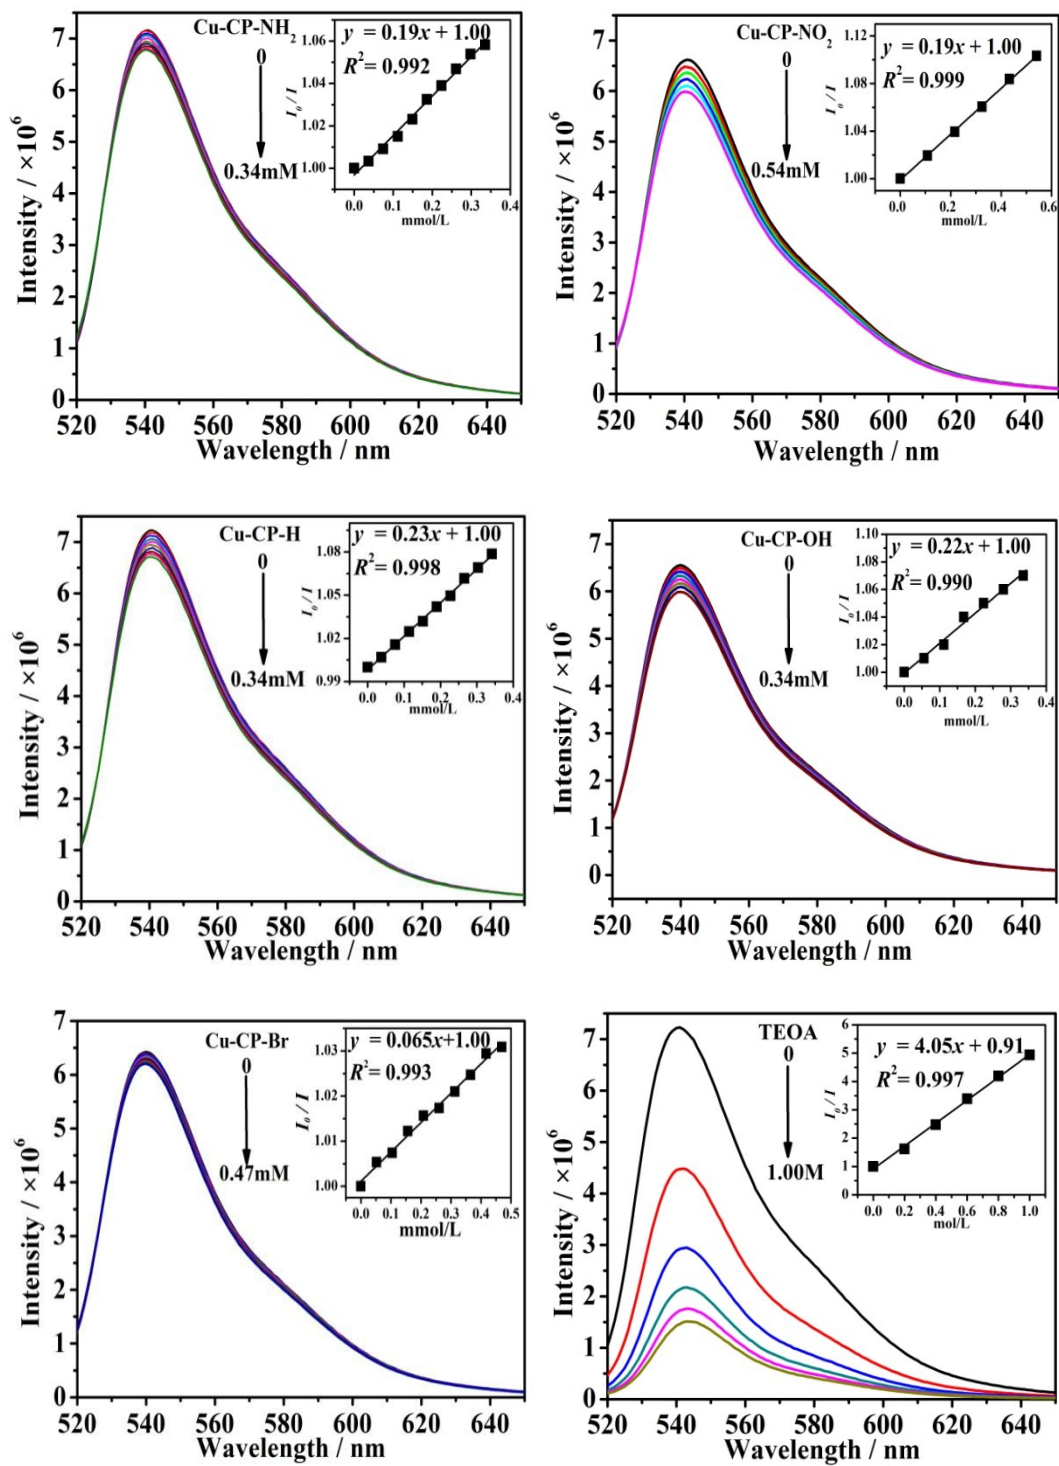 Cu-CP-NH2
0
0.34mM
y = 0.19x + 1.00
R2 = 0.992
I0 / I
1.06
1.04
1.02
1.00
0.0 0.1 0.2 0.3 0.4
mmol/L
Intensity / ×10^6
7
6
5
4
3
2
1
0
520 540 560 580 600 620 640
Wavelength / nm
Cu-CP-NO2
0
0.54mM
y = 0.19x + 1.00
R2 = 0.999
I0 / I
1.12
1.08
1.04
1.00
0.0 0.2 0.4 0.6
mmol/L
Intensity / ×10^6
7
6
5
4
3
2
1
0
520 540 560 580 600 620 640
Wavelength / nm
Cu-CP-H
0
0.34mM
y = 0.23x + 1.00
R2 = 0.998
I0 / I
1.08
1.05
1.02
0.99
0.0 0.1 0.2 0.3 0.4
mmol/L
Intensity / ×10^6
7
6
5
4
3
2
1
0
520 540 560 580 600 620 640
Wavelength / nm
Cu-CP-OH
0
0.34mM
y = 0.22x + 1.00
R2 = 0.990
I0 / I
1.10
1.08
1.06
1.04
1.02
1.00
0.0 0.1 0.2 0.3 0.4
mmol/L
Intensity / ×10^6
7
6
5
4
3
2
1
0
520 540 560 580 600 620 640
Wavelength / nm
Cu-CP-Br
0
0.47mM
y = 0.065x+1.00
R2 = 0.993
I0 / I
1.03
1.02
1.01
1.00
0.0 0.1 0.2 0.3 0.4 0.5
mmol/L
Intensity / ×10^6
7
6
5
4
3
2
1
0
520 540 560 580 600 620 640
Wavelength / nm
TEOA
0
1.00M
y = 4.05x + 0.91
R2 = 0.997
I0 / I
6
5
4
3
2
1
0
0.0 0.2 0.4 0.6 0.8 1.0
mol/L
Intensity / ×10^6
7
6
5
4
3
2
1
0
520 540 560 580 600 620 640
Wavelength / nm